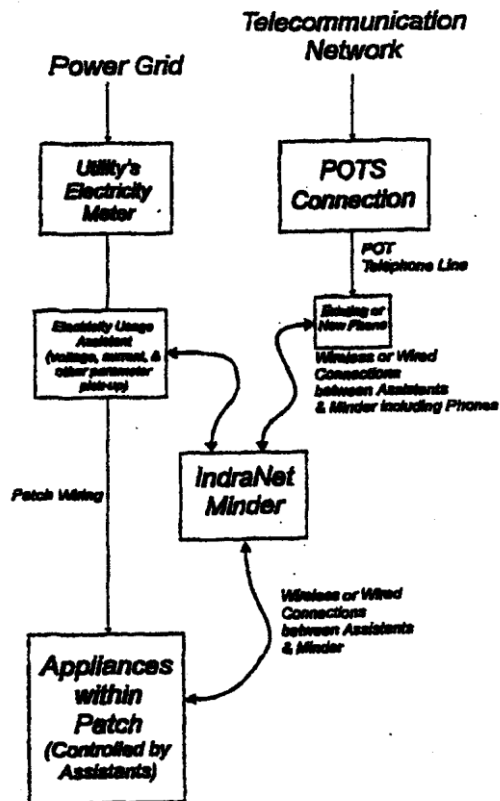 Telecommunication
Network
Power Grid
Utility's
Electricity
Meter
POTS
Connection
POT
Telephone Line
Electricity Usage
Assistant
(voltage, current, &
other parameter
pick-up)
Existing or
New Phone
Wireless or Wired
Connections
between Assistants
& Minder including Phones
IndraNet
Minder
Patch Wiring
Wireless or Wired
Connections
between Assistants
& Minder
Appliances
within
Patch
(Controlled by
Assistants)